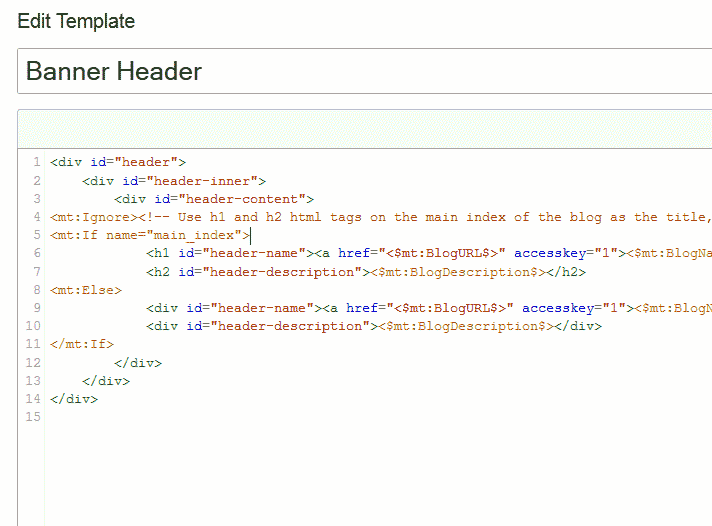 Edit Template
Banner Header
1 <div id="header">
2 <div id="header-inner">
3 <div id="header-content">
4 <mt:Ignore><!-- Use h1 and h2 html tags on the main index of the blog as the title,
5 <mt:If name="main_index">
6 <h1 id="header-name"><a href="<$mt:BlogURL$>" accesskey="1"><$mt:BlogNa
7 <h2 id="header-description"><$mt:BlogDescription$></h2>
8 <mt:Else>
9 <div id="header-name"><a href="<$mt:BlogURL$>" accesskey="1"><$mt:BlogN
10 <div id="header-description"><$mt:BlogDescription$></div>
11 </mt:If>
12 </div>
13 </div>
14 </div>
15